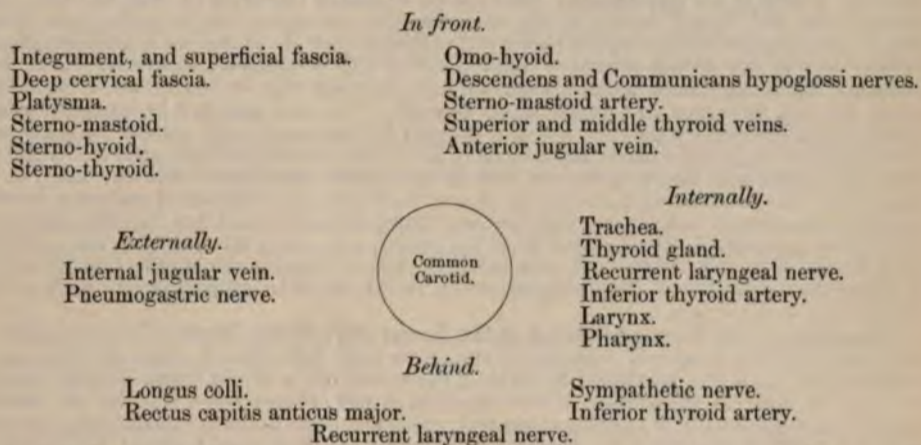 In front.
Integument, and superficial fascia.
Deep cervical fascia.
Platysma.
Sterno-mastoid.
Sterno-hyoid.
Sterno-thyroid.
Omo-hyoid.
Descendens and Communicans hypoglossi nerves.
Sterno-mastoid artery.
Superior and middle thyroid veins.
Anterior jugular vein.
Externally.
Internal jugular vein.
Pneumogastric nerve.
Common
Carotid.
Internally.
Trachea.
Thyroid gland.
Recurrent laryngeal nerve.
Inferior thyroid artery.
Larynx.
Pharynx.
Behind.
Longus colli.
Rectus capitis anticus major.
Sympathetic nerve.
Inferior thyroid artery.
Recurrent laryngeal nerve.